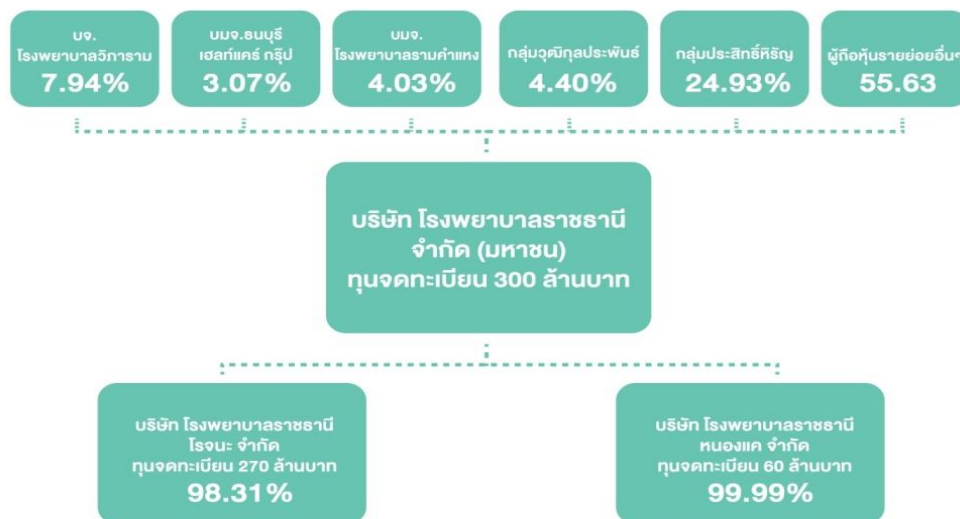 บจ.
โรงพยาบาลวิภาราม
7.94%
บมจ.ธนบุรี
เฮลท์แคร์ กรุ๊ป
3.07%
บมจ.
โรงพยาบาลรามคำแหง
4.03%
กลุ่มวุฒิกุลประพันธ์
4.40%
กลุ่มประสิทธิ์หิรัญ
24.93%
ผู้ถือหุ้นรายย่อยอื่นๆ
55.63
บริษัท โรงพยาบาลราชธานี
จำกัด (มหาชน)
ทุนจดทะเบียน 300 ล้านบาท
บริษัท โรงพยาบาลราชธานี
โรจนะ จำกัด
ทุนจดทะเบียน 270 ล้านบาท
98.31%
บริษัท โรงพยาบาลราชธานี
หนองแค จำกัด
ทุนจดทะเบียน 60 ล้านบาท
99.99%